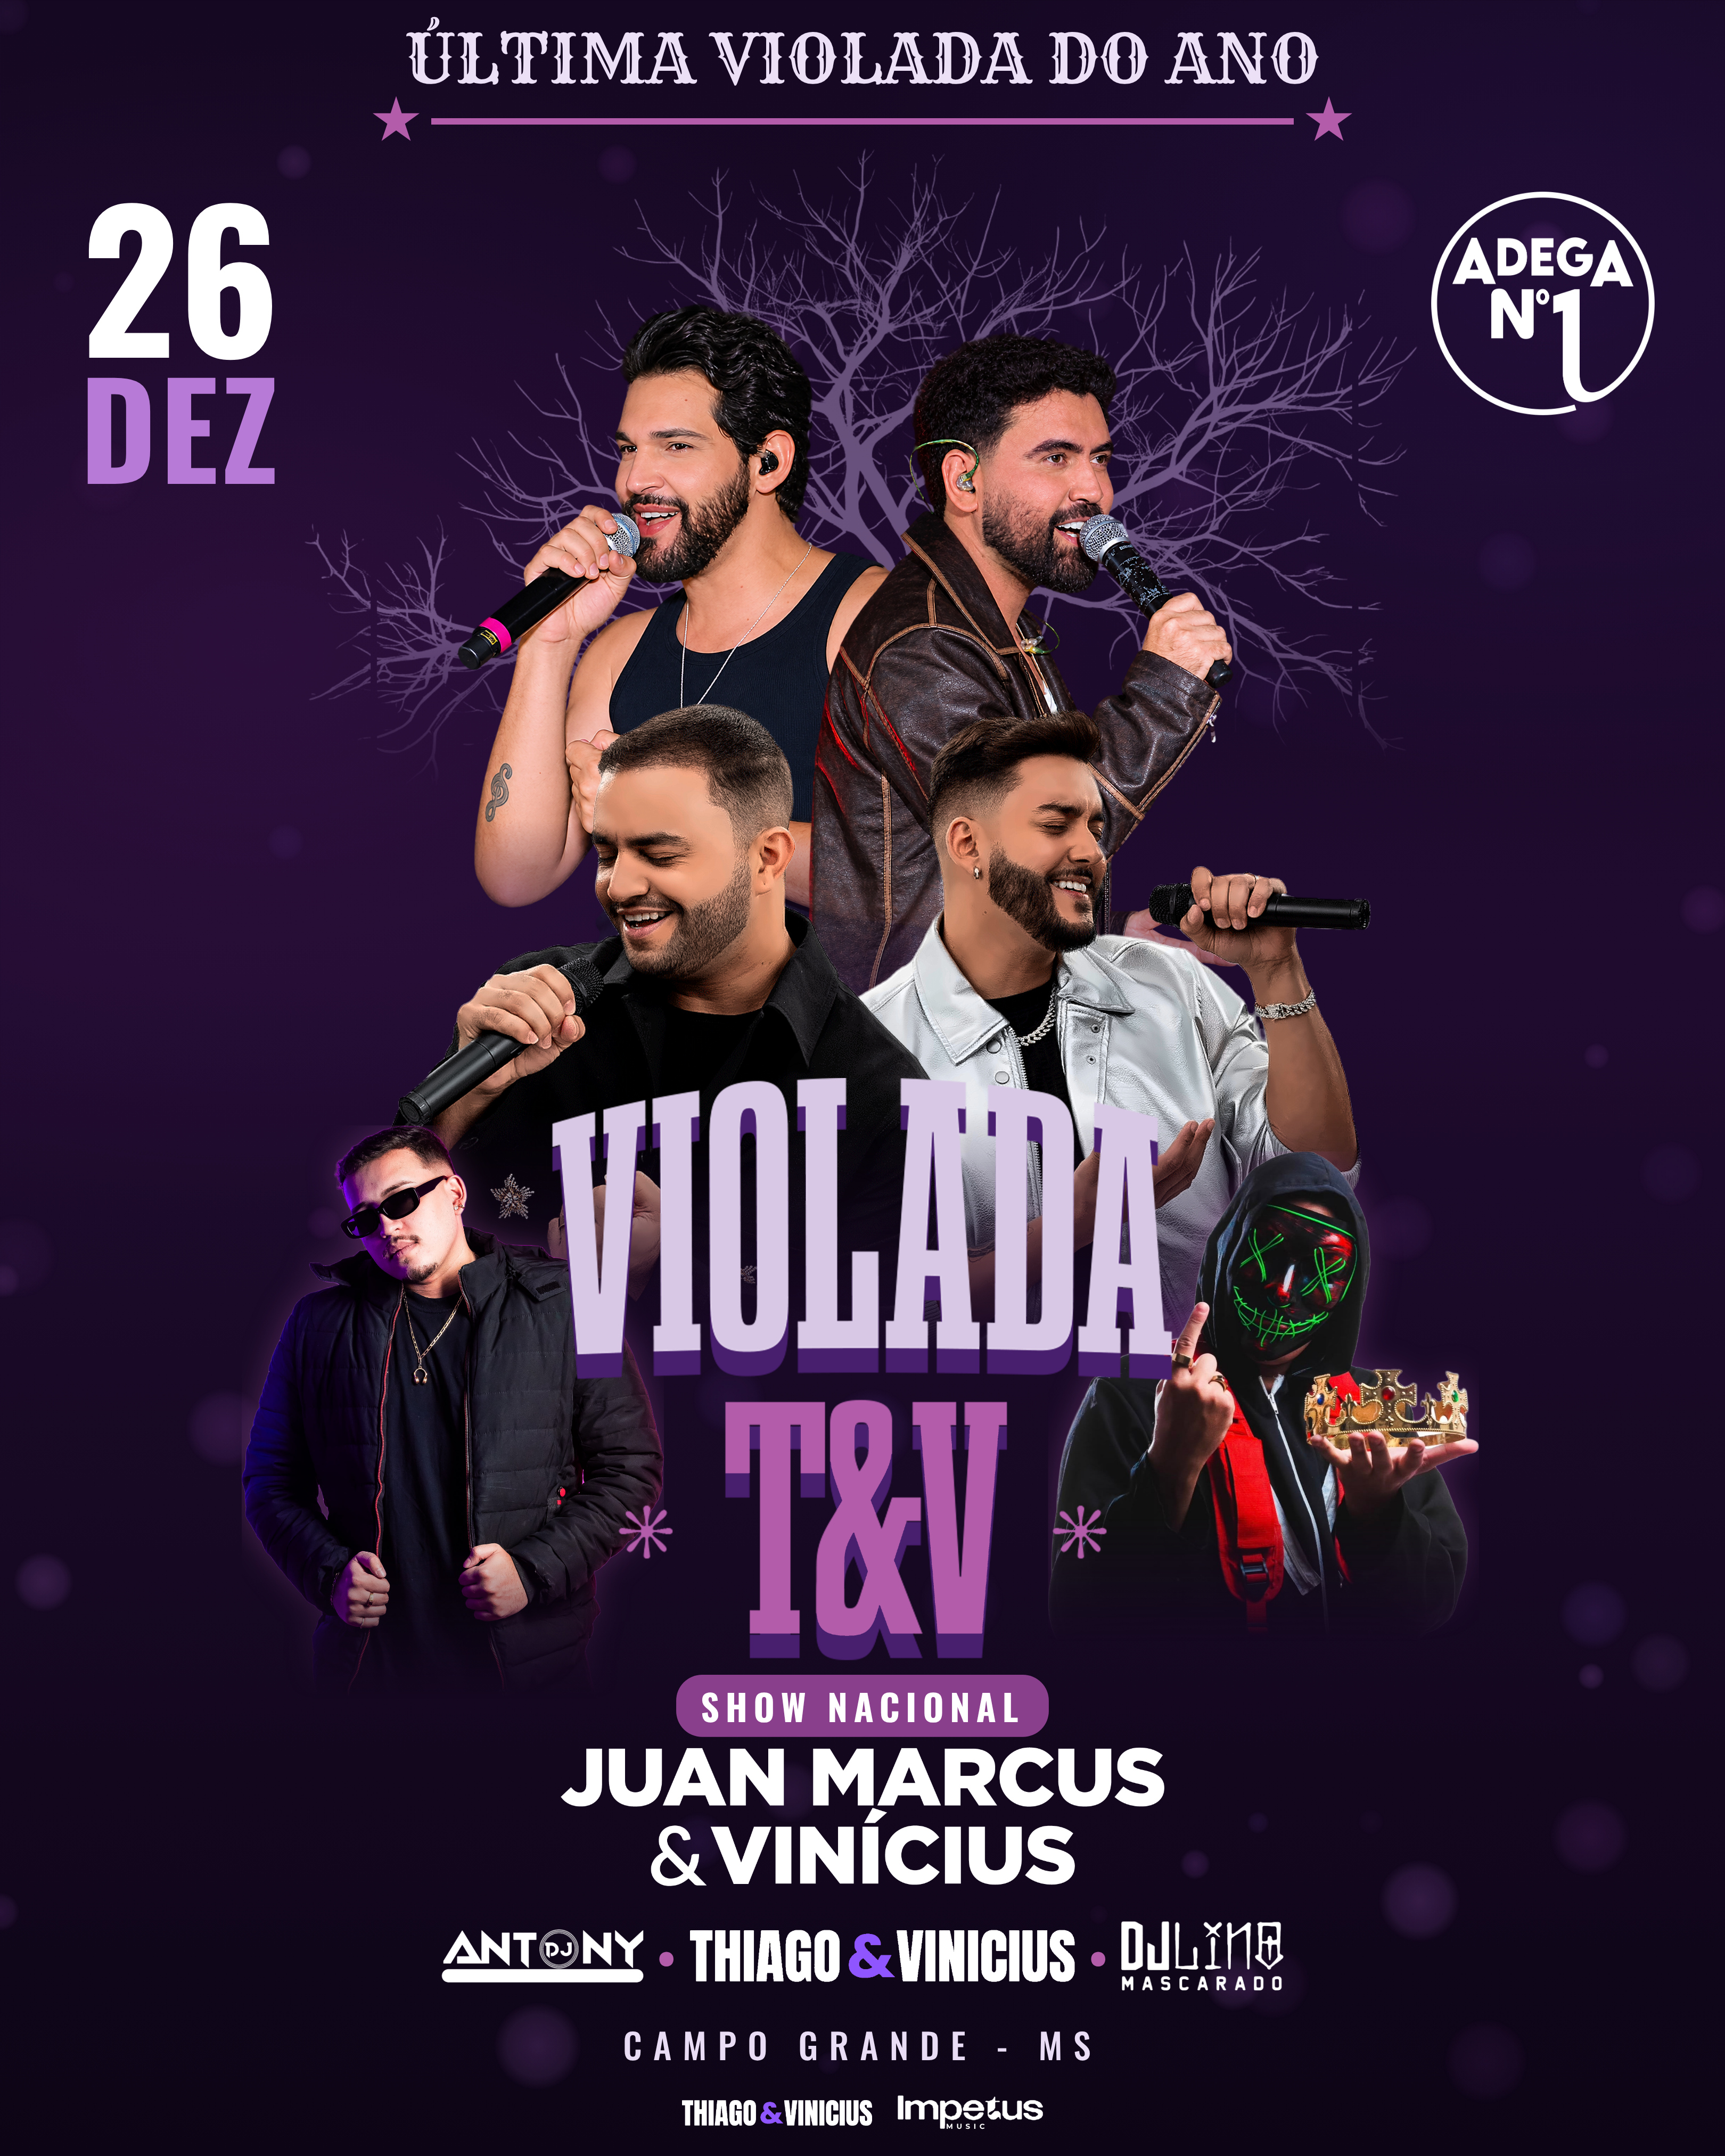 ÚLTIMA VIOLADA DO ANO
26
DEZ
ADEGA
Nº1
VIOLADA
T&V
SHOW NACIONAL
JUAN MARCUS
& VINÍCIUS
ANTONY DJ • THIAGO & VINICIUS • DJ LINO
MASCARADO
CAMPO GRANDE - MS
THIAGO & VINICIUS Impetus
MUSIC